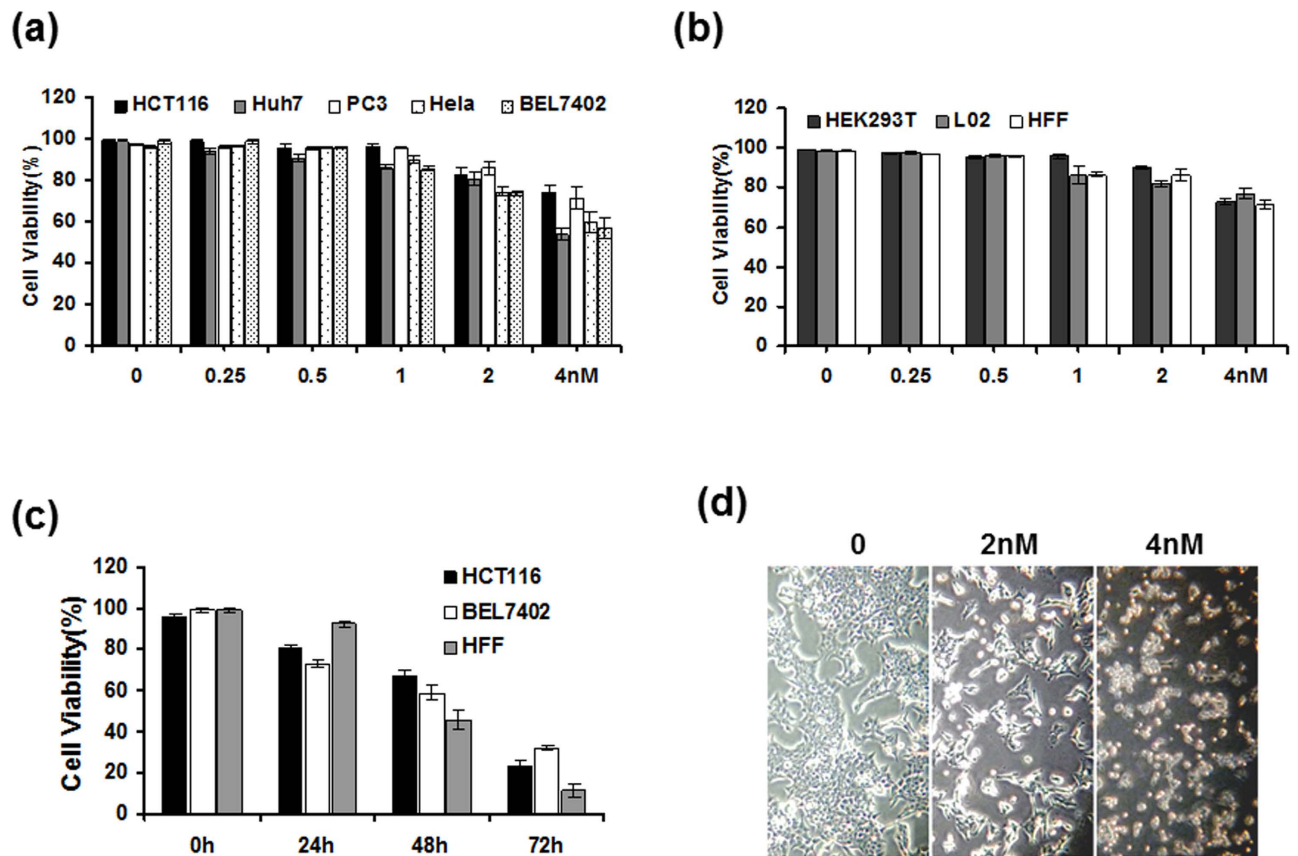 (a)
HCT116 Huh7 PC3 Hela BEL7402
120
100
80
60
40
20
0
Cell Viability(%)
0 0.25 0.5 1 2 4nM
(b)
HEK293T L02 HFF
120
100
80
60
40
20
0
Cell Viability(%)
0 0.25 0.5 1 2 4nM
(c)
HCT116
BEL7402
HFF
120
100
80
60
40
20
0
Cell Viability(%)
0h 24h 48h 72h
(d)
0 2nM 4nM